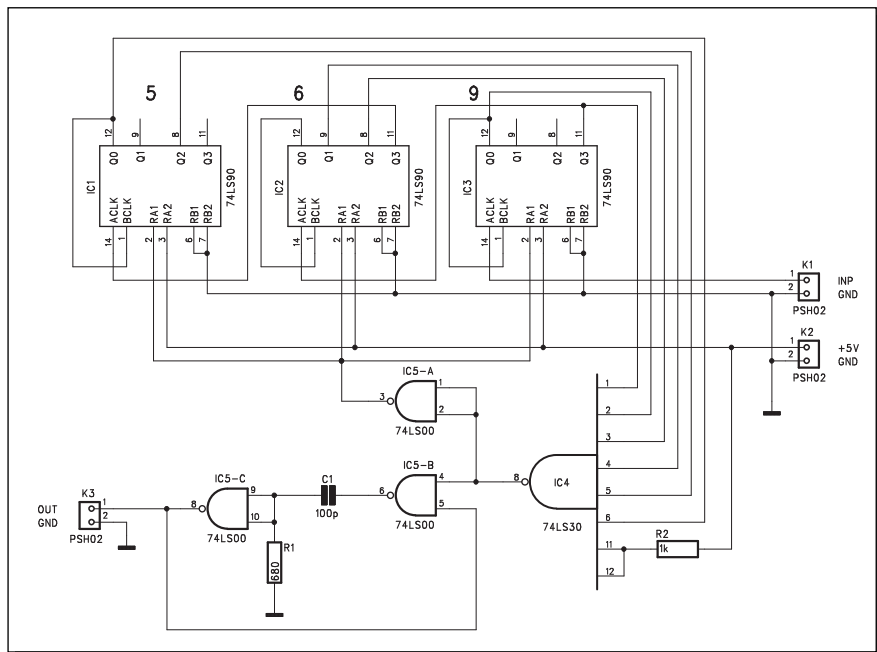 5 6 9
12 9 8 11 12 9 8 11 12 9 8 11
Q0 Q1 Q2 Q3 Q0 Q1 Q2 Q3 Q0 Q1 Q2 Q3
IC1 74LS90 IC2 74LS90 IC3 74LS90
ACLK BCLK RA1 RA2 RB1 RB2 ACLK BCLK RA1 RA2 RB1 RB2 ACLK BCLK RA1 RA2 RB1 RB2
14 1 2 3 6 7 14 1 2 3 6 7 14 1 2 3 6 7
K1
1 INP
2 GND
PSH02
K2
1 +5V
2 GND
PSH02
IC5-A
1
3
2
74LS00
1
2
3
4
5
6
11
12
8 IC4
74LS30
R2
1k
IC5-B
4
6
5
74LS00
C1
100p
IC5-C
9
8
10
74LS00
R1
680
K3
OUT 1
GND 2
PSH02